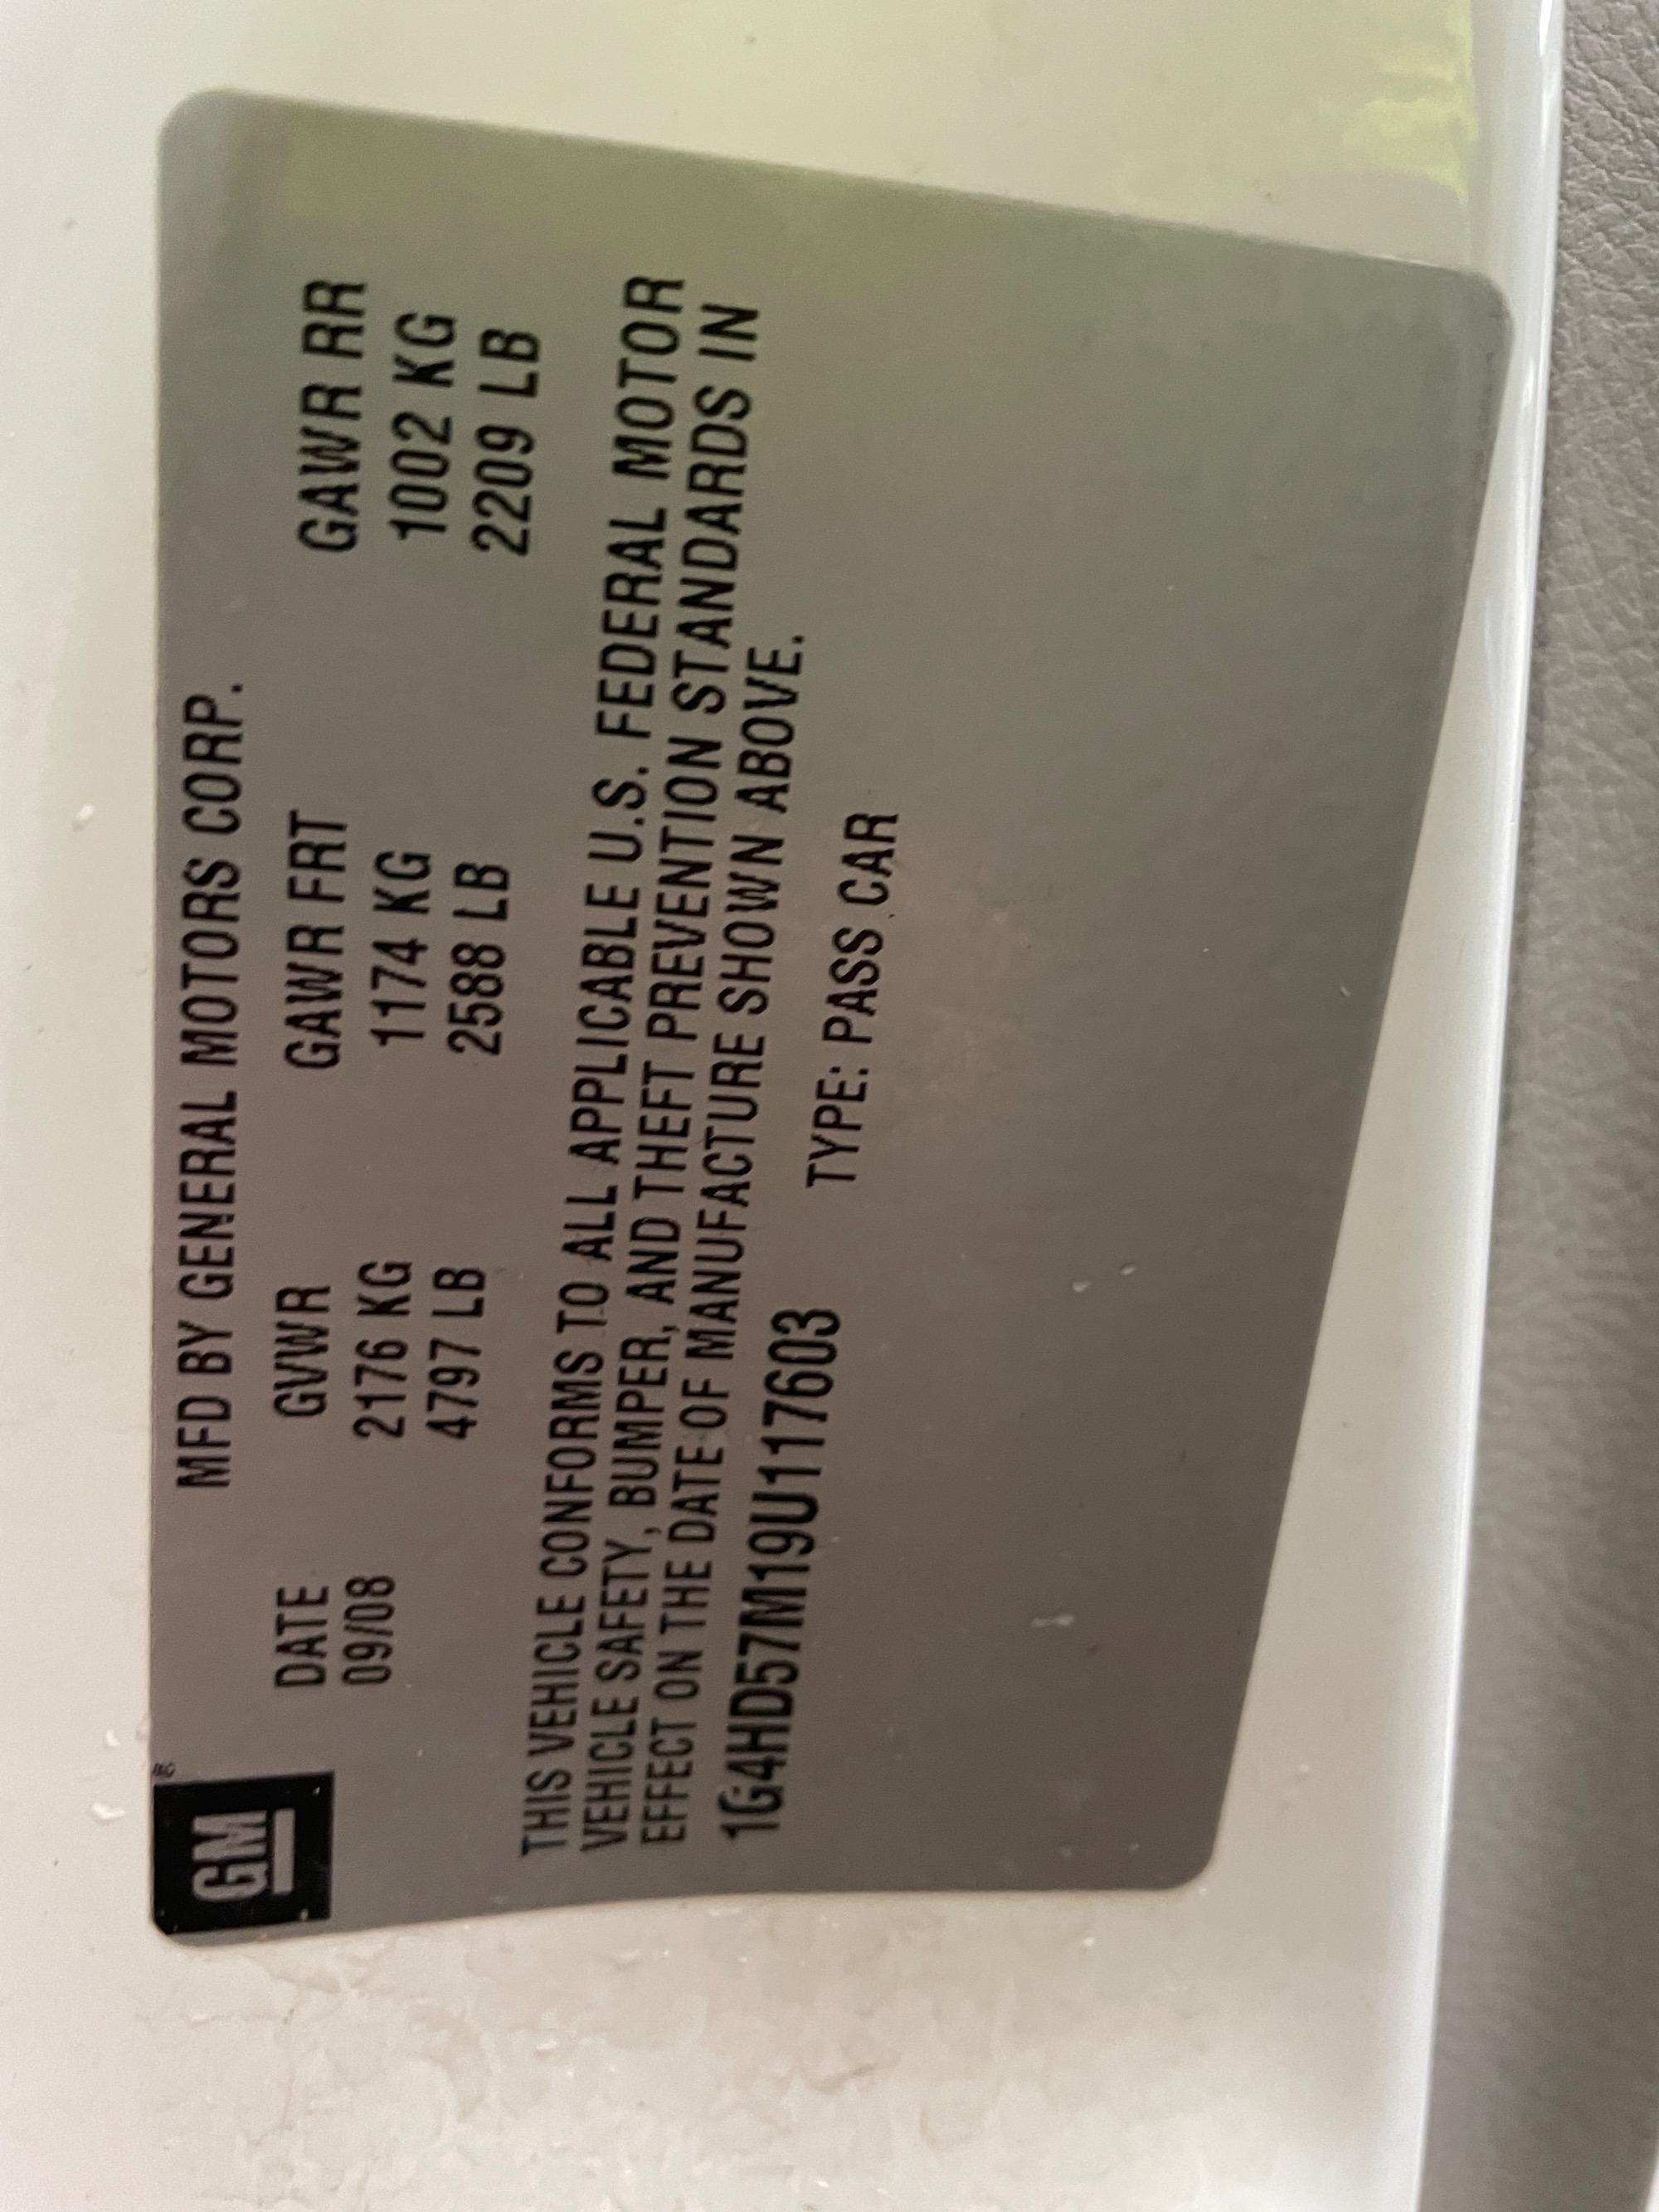 GM
MFD BY GENERAL MOTORS CORP.
DATE GVWR GAWR FRT GAWR RR
09/08 2176 KG 1174 KG 1002 KG
4797 LB 2588 LB 2209 LB
THIS VEHICLE CONFORMS TO ALL APPLICABLE U.S. FEDERAL MOTOR
VEHICLE SAFETY, BUMPER, AND THEFT PREVENTION STANDARDS IN
EFFECT ON THE DATE OF MANUFACTURE SHOWN ABOVE.
1G4HD57M19U117603 TYPE: PASS CAR